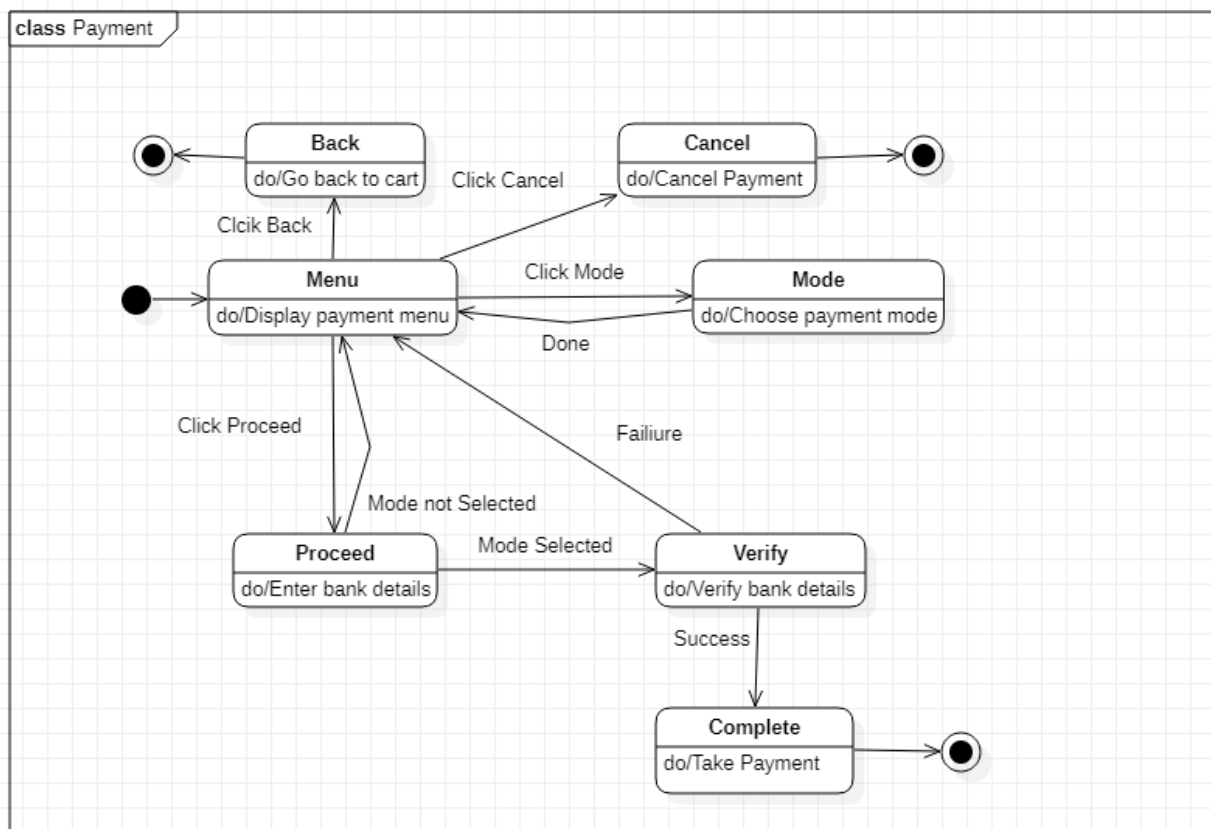 class Payment
Back
do/Go back to cart
Cancel
do/Cancel Payment
Click Cancel
Clcik Back
Menu
do/Display payment menu
Click Mode
Mode
do/Choose payment mode
Done
Click Proceed
Failiure
Mode not Selected
Proceed
do/Enter bank details
Mode Selected
Verify
do/Verify bank details
Success
Complete
do/Take Payment